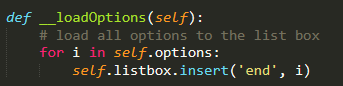 def __loadOptions(self):
    # load all options to the list box
    for i in self.options:
        self.listbox.insert('end', i)